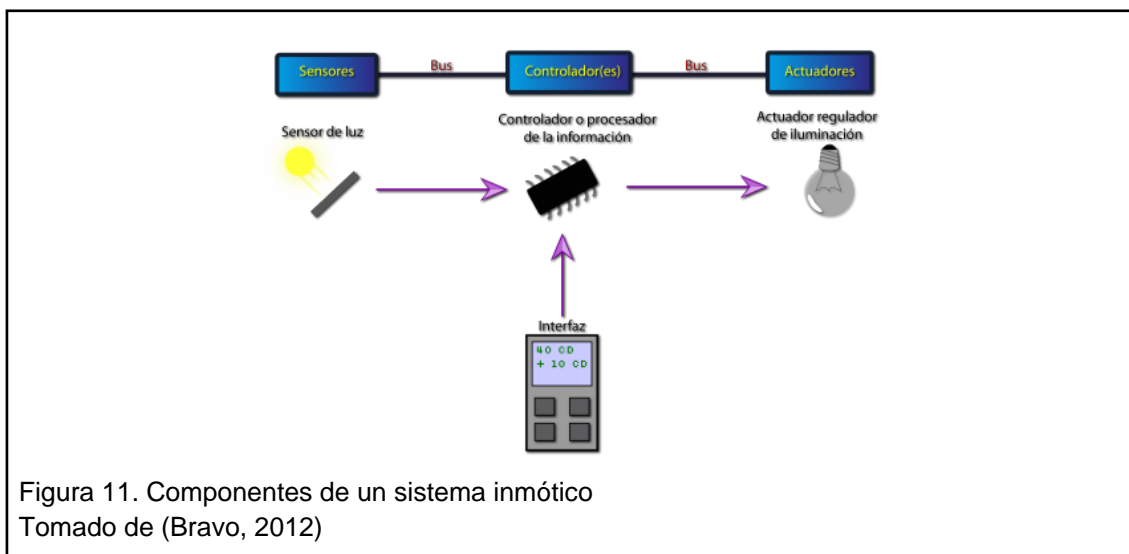 Sensores
Bus
Controlador(es)
Bus
Actuadores
Sensor de luz
Controlador o procesador
de la información
Actuador regulador
de iluminación
Interfaz
40 CD
+ 10 CD
Figura 11. Componentes de un sistema inmótico
Tomado de (Bravo, 2012)